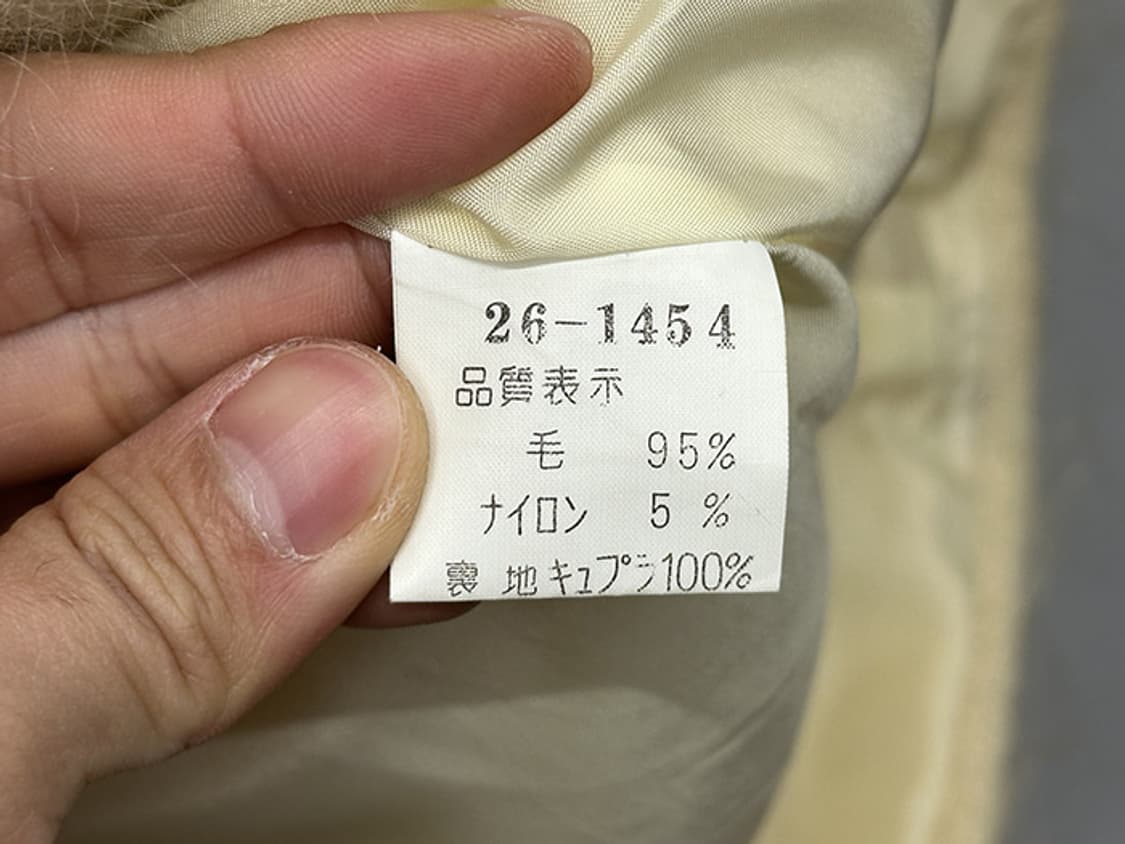 26-1454
品質表示
毛 95%
ナイロン 5 %
裏 地 キュプラ100%